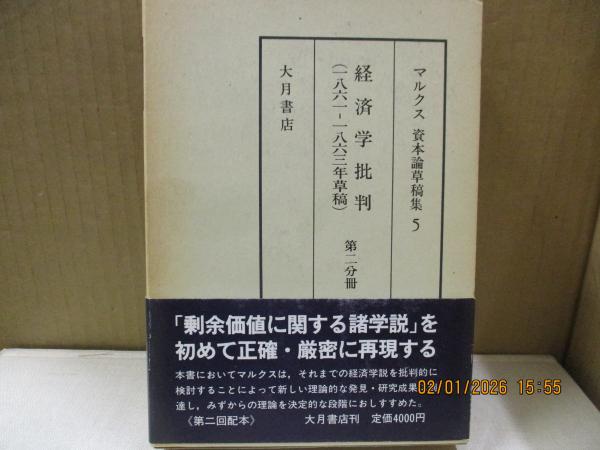 マルクス 資本論草稿集 5
経済学批判
(一八六一-一八六三年草稿)
第二分冊
大月書店
「剰余価値に関する諸学説」を
初めて正確・厳密に再現する
本書においてマルクスは，それまでの経済学説を批判的に
検討することによって新しい理論的な発見・研究成果
達し，みずからの理論を決定的な段階におしすすめた。
《第二回配本》 大月書店刊 定価4000円
02/01/2026 15:55